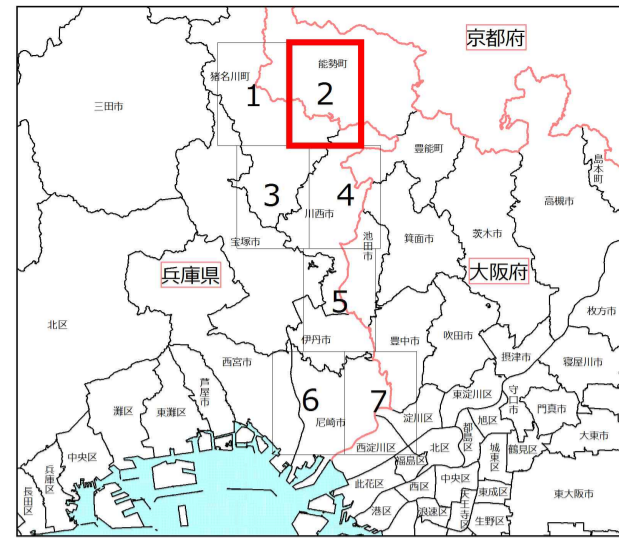 京都府
能勢町
猪名川町
1
2
三田市
豊能町
島本町
高槻市
3
4
川西市
池田市
箕面市
茨木市
宝塚市
兵庫県
大阪府
5
枚方市
北区
伊丹市
豊中市
吹田市
摂津市
寝屋川市
西宮市
芦屋市
6
7
尼崎市
淀川区
東淀川区
守口市
門真市
灘区
東灘区
都島区
旭区
大東市
西淀川区
北区
城東区
鶴見区
中央区
福島区
兵庫区
此花区
西区
中央区
東成区
長田区
港区
浪速区
天王寺区
生野区
東大阪市